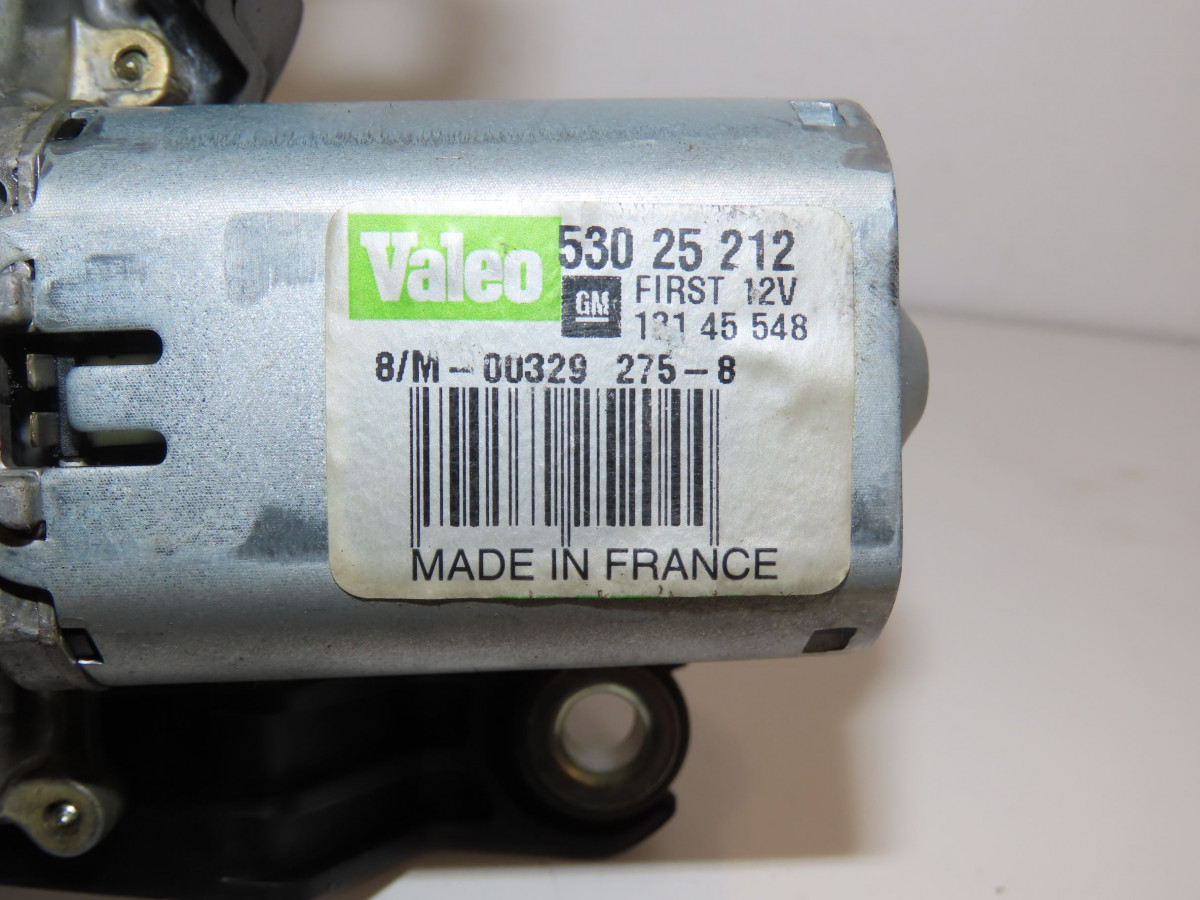 Valeo 530 25 212
GM FIRST 12V
131 45 548
8/M-00329 275-8
MADE IN FRANCE